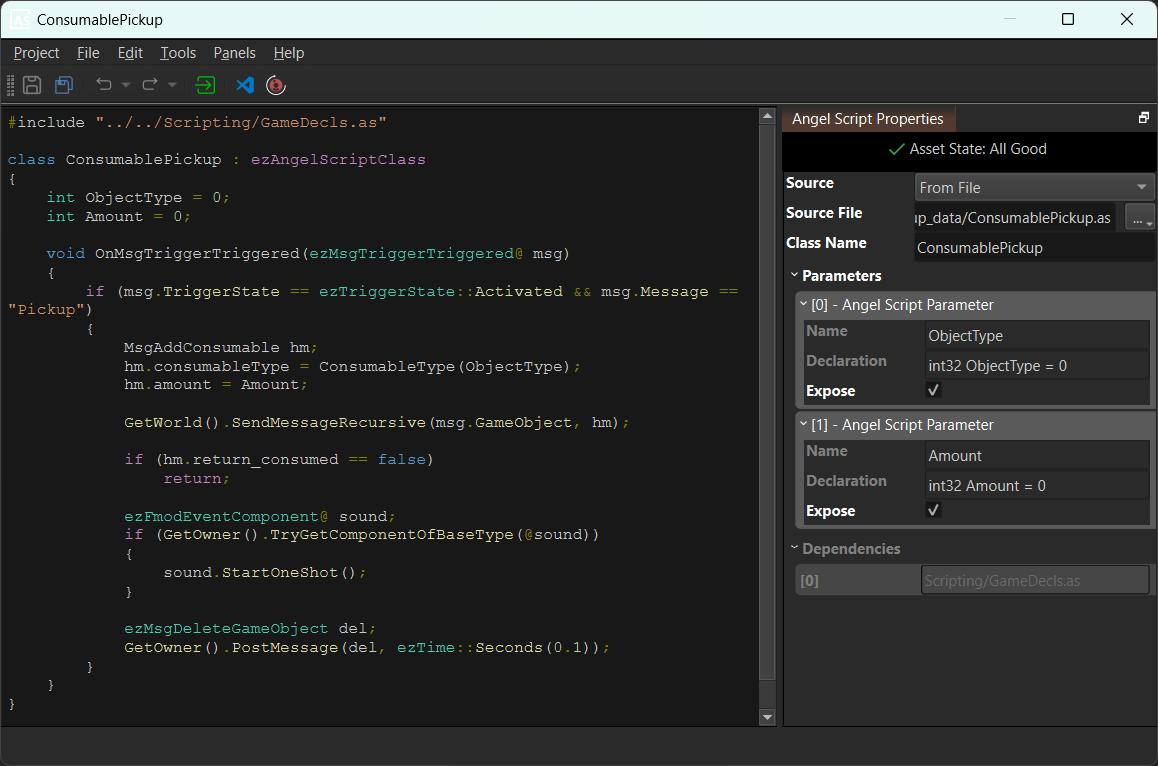 AS ConsumablePickup
Project File Edit Tools Panels Help
#include "../../Scripting/GameDecls.as"
class ConsumablePickup : ezAngelScriptClass
{
int ObjectType = 0;
int Amount = 0;
void OnMsgTriggerTriggered(ezMsgTriggerTriggered@ msg)
{
if (msg.TriggerState == ezTriggerState::Activated && msg.Message ==
"Pickup")
{
MsgAddConsumable hm;
hm.consumableType = ConsumableType(ObjectType);
hm.amount = Amount;
GetWorld().SendMessageRecursive(msg.GameObject, hm);
if (hm.return_consumed == false)
return;
ezFmodEventComponent@ sound;
if (GetOwner().TryGetComponentOfBaseType(@sound))
{
sound.StartOneShot();
}
ezMsgDeleteGameObject del;
GetOwner().PostMessage(del, ezTime::Seconds(0.1));
}
}
}
Angel Script Properties
Asset State: All Good
Source From File
Source File up_data/ConsumablePickup.as ...
Class Name ConsumablePickup
Parameters
[0] - Angel Script Parameter
Name ObjectType
Declaration int32 ObjectType = 0
Expose
[1] - Angel Script Parameter
Name Amount
Declaration int32 Amount = 0
Expose
Dependencies
[0] Scripting/GameDecls.as